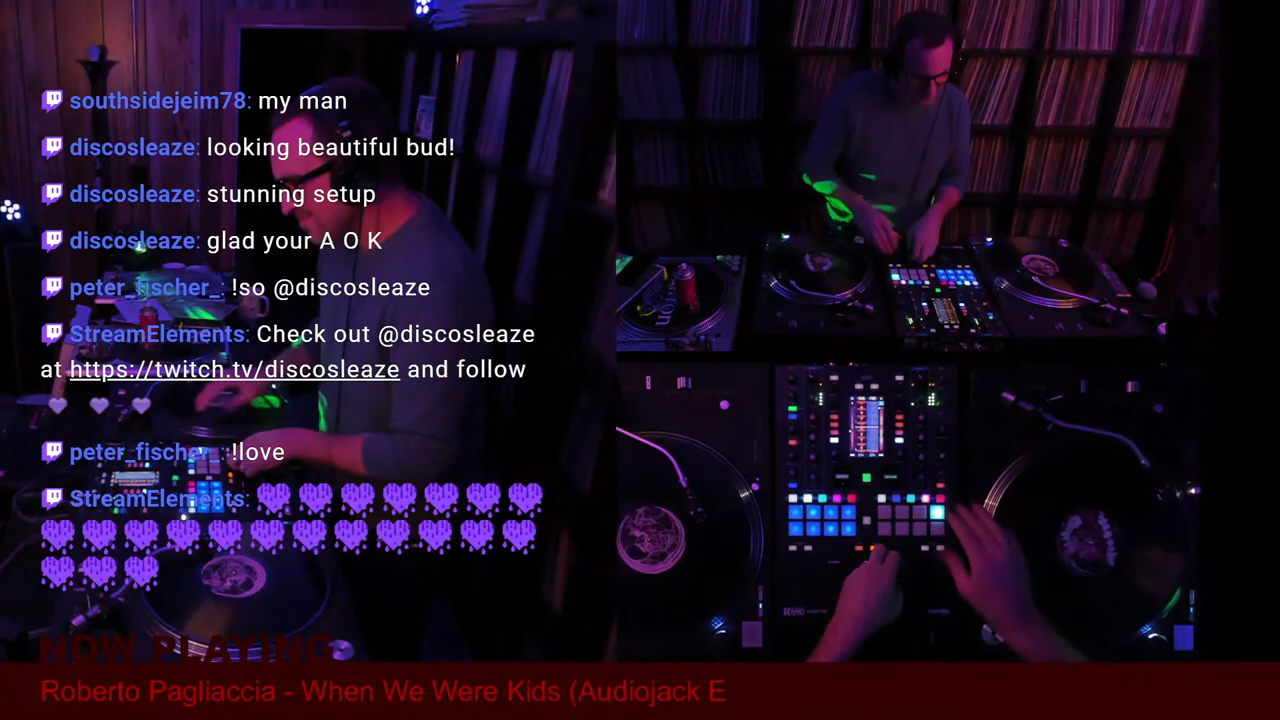 southsidejeim78: my man
discosleaze: looking beautiful bud!
discosleaze: stunning setup
discosleaze: glad your A O K
peter_fischer_: !so @discosleaze
StreamElements: Check out @discosleaze
at https://twitch.tv/discosleaze and follow
peter_fischer_: !love
StreamElements:
NOW PLAYING
Roberto Pagliaccia - When We Were Kids (Audiojack E
RANE